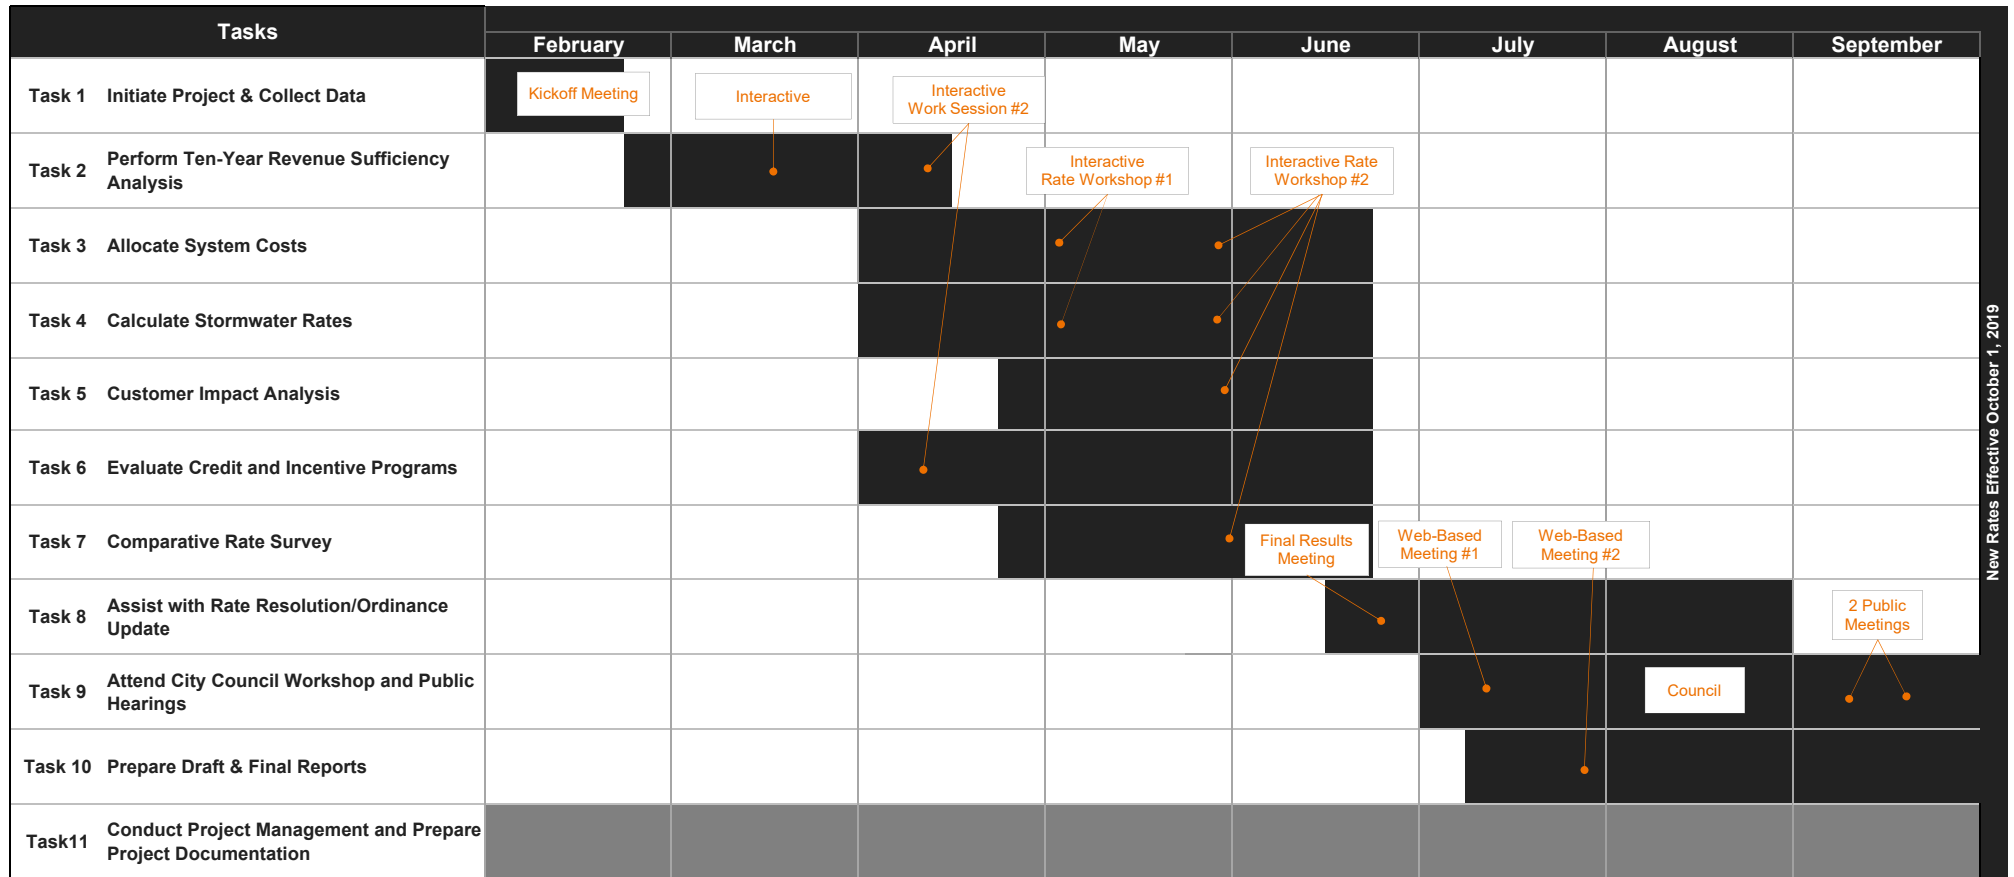 Tasks
February March April May June July August September
Task 1 Initiate Project & Collect Data
Kickoff Meeting
Interactive
Interactive
Work Session #2
Task 2 Perform Ten-Year Revenue Sufficiency
Analysis
Interactive
Rate Workshop #1
Interactive Rate
Workshop #2
Task 3 Allocate System Costs
Task 4 Calculate Stormwater Rates
Task 5 Customer Impact Analysis
Task 6 Evaluate Credit and Incentive Programs
Task 7 Comparative Rate Survey
Final Results
Meeting
Web-Based
Meeting #1
Web-Based
Meeting #2
Task 8 Assist with Rate Resolution/Ordinance
Update
2 Public
Meetings
Task 9 Attend City Council Workshop and Public
Hearings
Council
Task 10 Prepare Draft & Final Reports
Task11 Conduct Project Management and Prepare
Project Documentation
New Rates Effective October 1, 2019